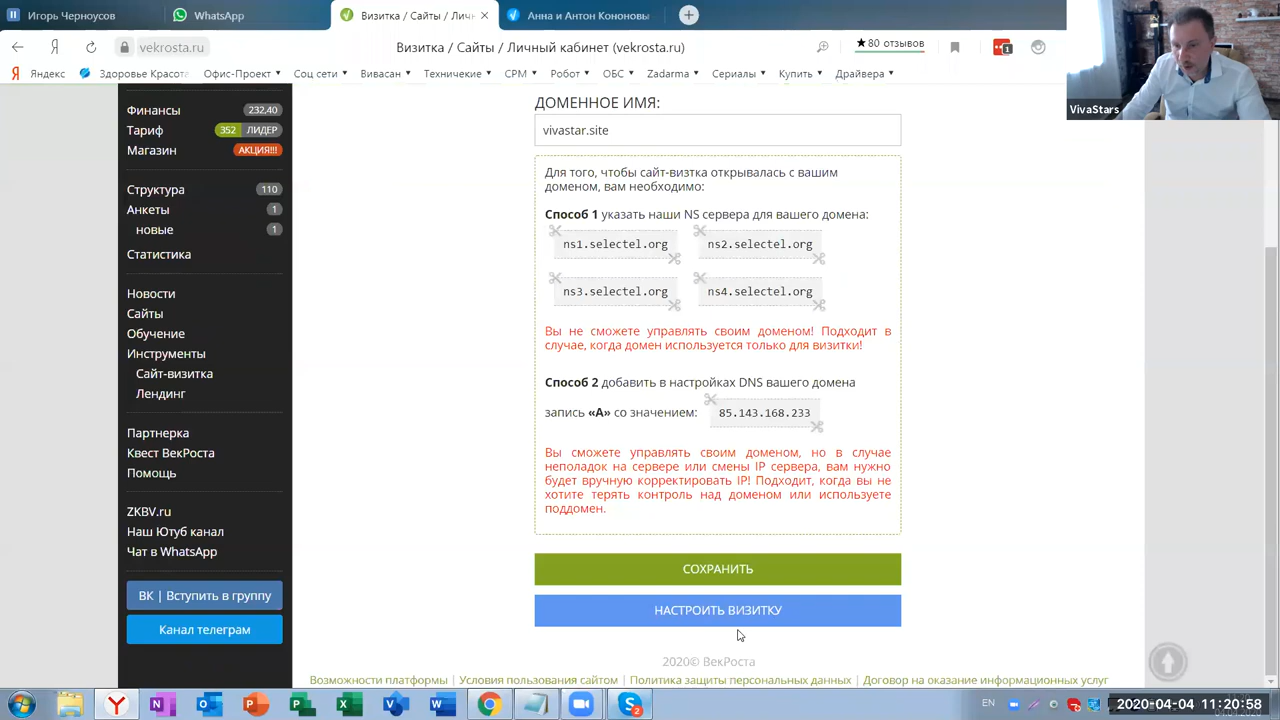 WhatsApp
Визитка / Сайты / Личн
Анна и Антон Кононовы
vekrosta.ru
Визитка / Сайты / Личный кабинет (vekrosta.ru)
★80 отзывов
1
Яндекс
Здоровье Красот
Офис-Проект
Соц сети
Вивасан
Техничекие
СРМ
Робот
ОБС
Zadarma
Сериалы
Купить
Драйвера
VivaStars
Финансы 232,40
Тариф 352 ЛИДЕР
Магазин АКЦИЯ!!!
Структура 110
Анкеты 1
новые 1
Статистика
Новости
Сайты
Обучение
Инструменты
Сайт-визитка
Лендинг
Партнерка
Квест ВекРоста
Помощь
ZKBV.ru
Наш Ютуб канал
Чат в WhatsApp
ВК | Вступить в группу
Канал телеграм
ДОМЕННОЕ ИМЯ:
vivastar.site
Для того, чтобы сайт-визтка открывалась с вашим
доменом, вам необходимо:
Способ 1 указать наши NS сервера для вашего домена:
ns1.selectel.org ns2.selectel.org
ns3.selectel.org ns4.selectel.org
Вы не сможете управлять своим доменом! Подходит в
случае, когда домен используется только для визитки!
Способ 2 добавить в настройках DNS вашего домена
запись «А» со значением: 85.143.168.233
Вы сможете управлять своим доменом, но в случае
неполадок на сервере или смены IP сервера, вам нужно
будет вручную корректировать IP! Подходит, когда вы не
хотите терять контроль над доменом или используете
поддомен.
СОХРАНИТЬ
НАСТРОИТЬ ВИЗИТКУ
2020© ВекРоста
Возможности платформы
Условия пользования сайтом
Политика защиты персональных данных
Договор на оказание информационных услуг
EN
2020-04-04 11:20:58